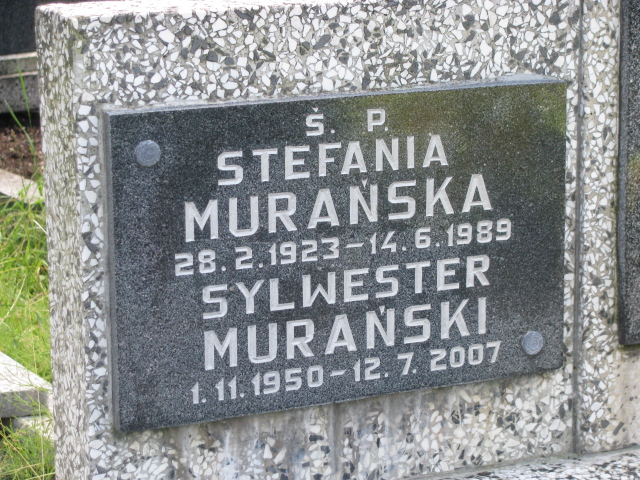 Ś. P.
STEFANIA
MURAŃSKA
28. 2. 1923 – 14. 6. 1989
SYLWESTER
MURAŃSKI
1. 11. 1950 – 12. 7. 2007